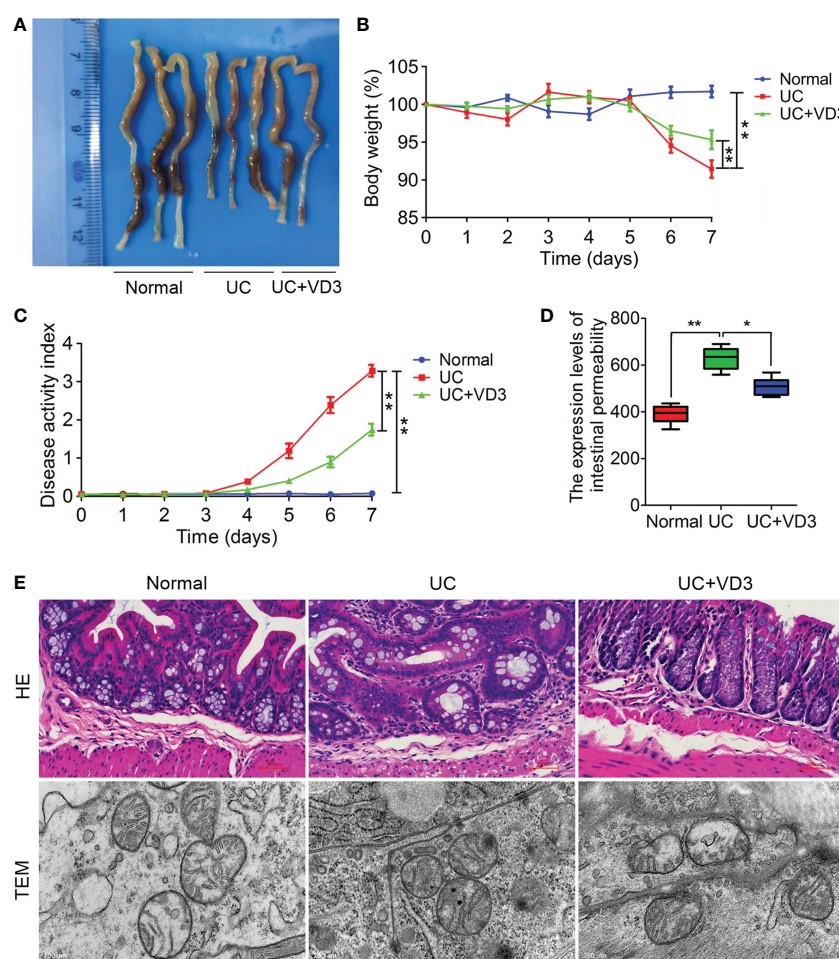 A
7
8
9
11
12
Normal
UC
UC+VD3
B
Body weight (%)
105
100
95
90
85
0 1 2 3 4 5 6 7
Time (days)
Normal
UC
UC+VD3
**
**
C
Disease activity index
4
3
2
1
0
0 1 2 3 4 5 6 7
Time (days)
Normal
UC
UC+VD3
**
**
D
The expression levels of
intestinal permeability
800
600
400
200
0
** *
Normal UC UC+VD3
E
Normal UC UC+VD3
HE
TEM